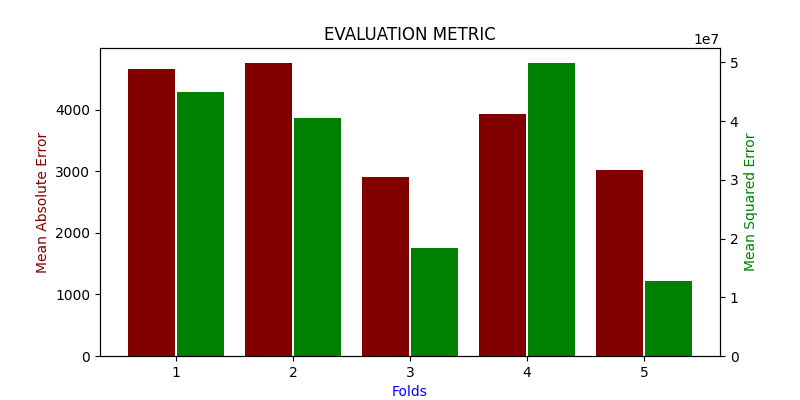 EVALUATION METRIC
1e7
Mean Absolute Error
4000
3000
2000
1000
0
5
4
3
2
1
0
Mean Squared Error
1 2 3 4 5
Folds